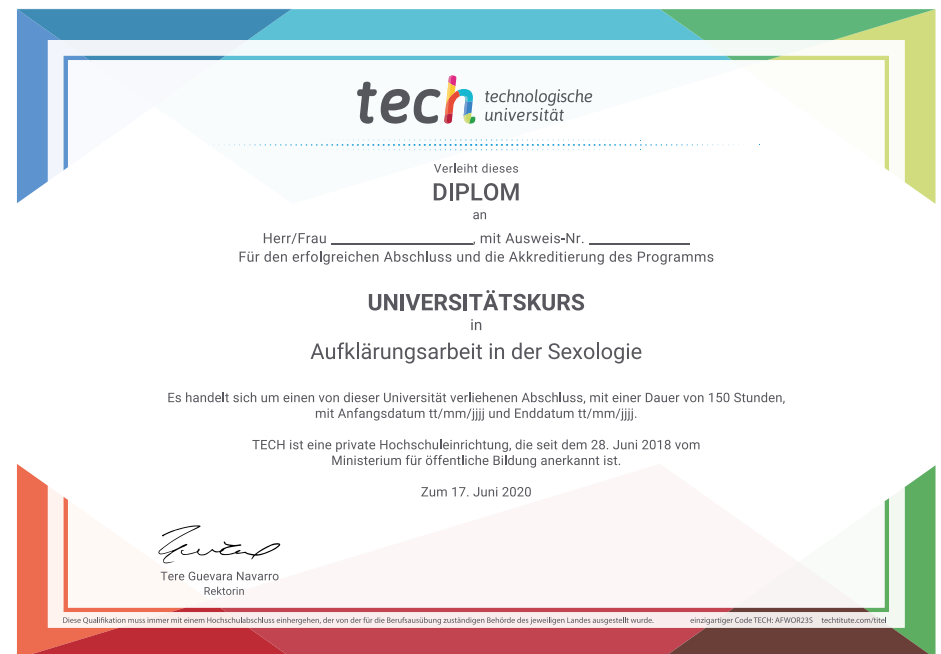 tech technologische
universität
Verleiht dieses
DIPLOM
an
Herr/Frau ____________________, mit Ausweis-Nr. ______________
Für den erfolgreichen Abschluss und die Akkreditierung des Programms
UNIVERSITÄTSKURS
in
Aufklärungsarbeit in der Sexologie
Es handelt sich um einen von dieser Universität verliehenen Abschluss, mit einer Dauer von 150 Stunden,
mit Anfangsdatum tt/mm/jjjj und Enddatum tt/mm/jjjj.
TECH ist eine private Hochschuleinrichtung, die seit dem 28. Juni 2018 vom
Ministerium für öffentliche Bildung anerkannt ist.
Zum 17. Juni 2020
Tere Guevara Navarro
Rektorin
Diese Qualifikation muss immer mit einem Hochschulabschluss einhergehen, der von der für die Berufsausübung zuständigen Behörde des jeweiligen Landes ausgestellt wurde. einzigartiger Code TECH: AFWOR23S techtitute.com/titel